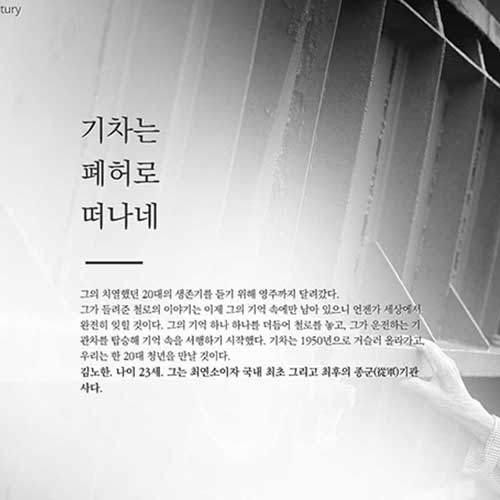 tury
기차는
폐허로
떠나네
그의 치열했던 20대의 생존기를 듣기 위해 영주까지 달려갔다.
그가 들려준 철로의 이야기는 이제 그의 기억 속에만 남아 있으니 언젠가 세상에서
완전히 잊힐 것이다. 그의 기억 하나 하나를 더듬어 철로를 놓고, 그가 운전하는 기
관차를 탑승해 기억 속을 서행하기 시작했다. 기차는 1950년으로 거슬러 올라가고,
우리는 한 20대 청년을 만날 것이다.
김노한. 나이 23세. 그는 최연소이자 국내 최초 그리고 최후의 종군(從軍)기관
사다.